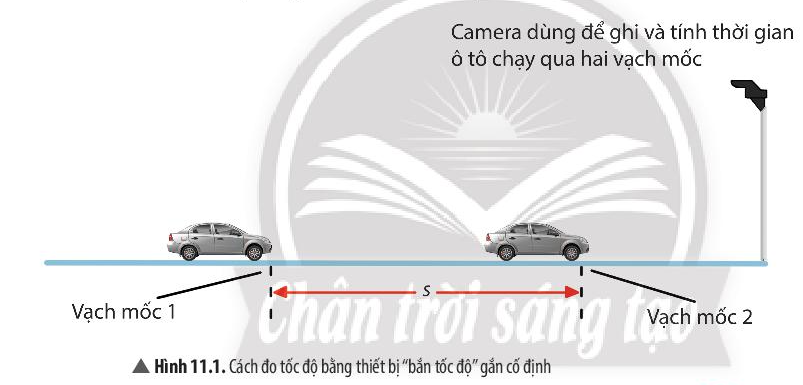 Camera dùng để ghi và tính thời gian
ô tô chạy qua hai vạch mốc
s
Vạch mốc 1
Vạch mốc 2
Chân trời sáng tạo
▲ Hình 11.1. Cách đo tốc độ bằng thiết bị “bắn tốc độ” gắn cố định